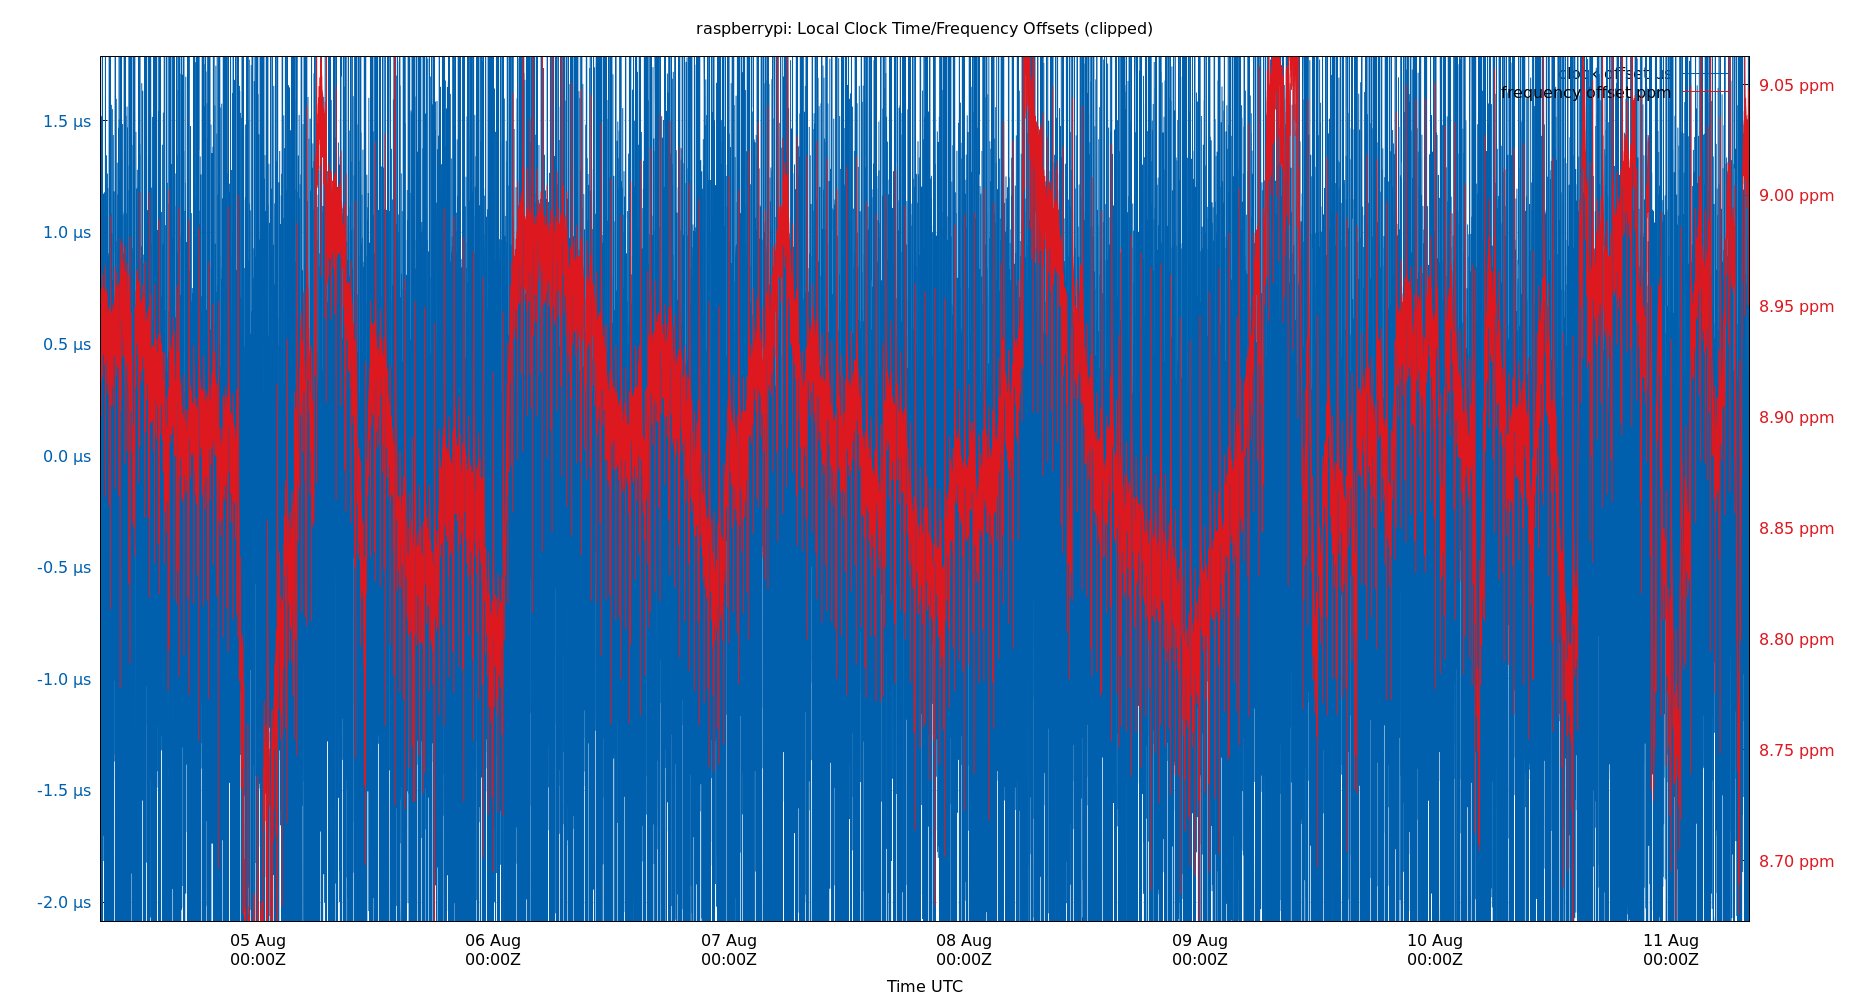 raspberrypi: Local Clock Time/Frequency Offsets (clipped)
clock offset µs
frequency offset ppm
1.5 µs
1.0 µs
0.5 µs
0.0 µs
-0.5 µs
-1.0 µs
-1.5 µs
-2.0 µs
9.05 ppm
9.00 ppm
8.95 ppm
8.90 ppm
8.85 ppm
8.80 ppm
8.75 ppm
8.70 ppm
05 Aug
00:00Z
06 Aug
00:00Z
07 Aug
00:00Z
08 Aug
00:00Z
09 Aug
00:00Z
10 Aug
00:00Z
11 Aug
00:00Z
Time UTC